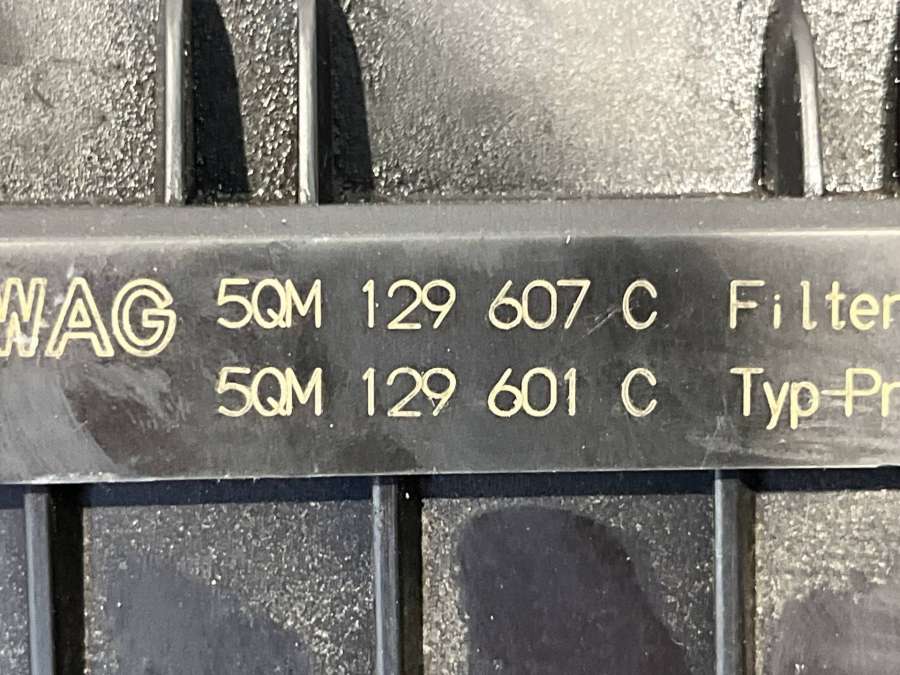 WAG 5QM 129 607 C Filter
5QM 129 601 C Typ-Pr